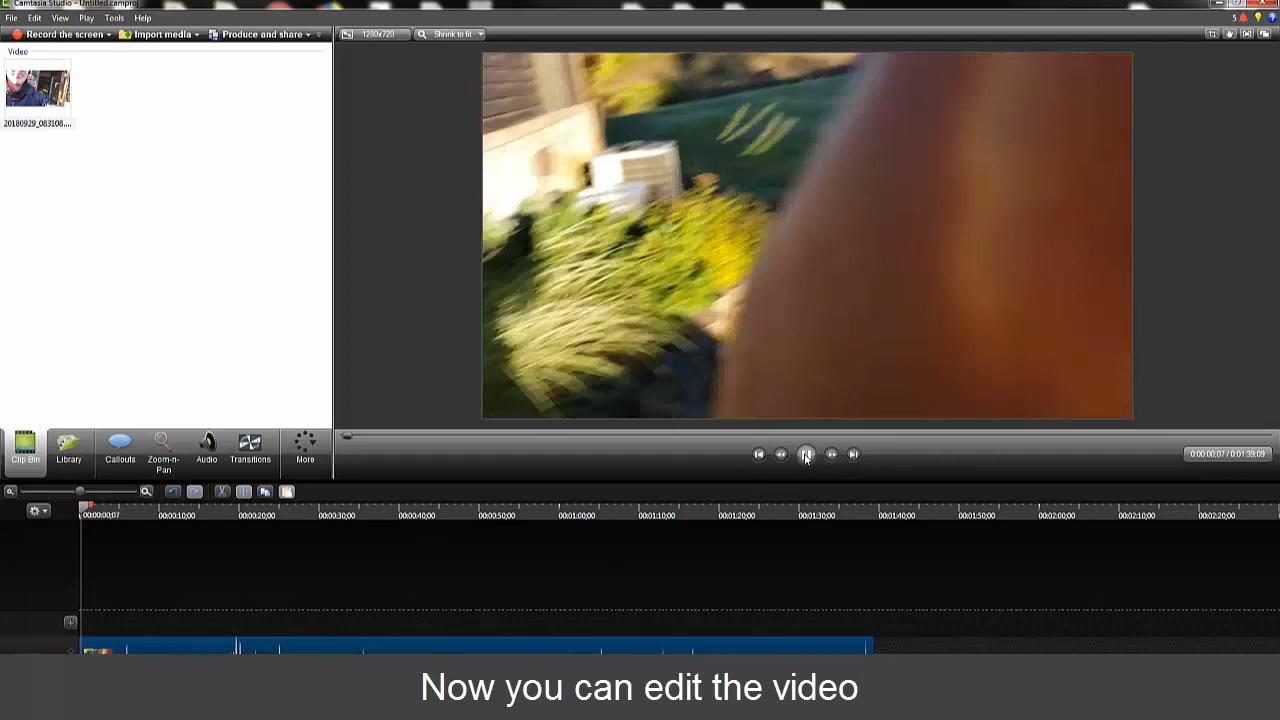 Camtasia Studio - Untitled.camproj
File Edit View Play Tools Help
5
Record the screen Import media Produce and share
1280x720 Shrink to fit
Video
20180929_083108....
Clip Bin Library Callouts Zoom-n-Pan Audio Transitions More
0:00:00;07 / 0:01:39;09
00:00:00;07 00:00:10;00 00:00:20;00 00:00:30;00 00:00:40;00 00:00:50;00 00:01:00;00 00:01:10;00 00:01:20;00 00:01:30;00 00:01:40;00 00:01:50;00 00:02:00;00 00:02:10;00 00:02:20;00
Now you can edit the video